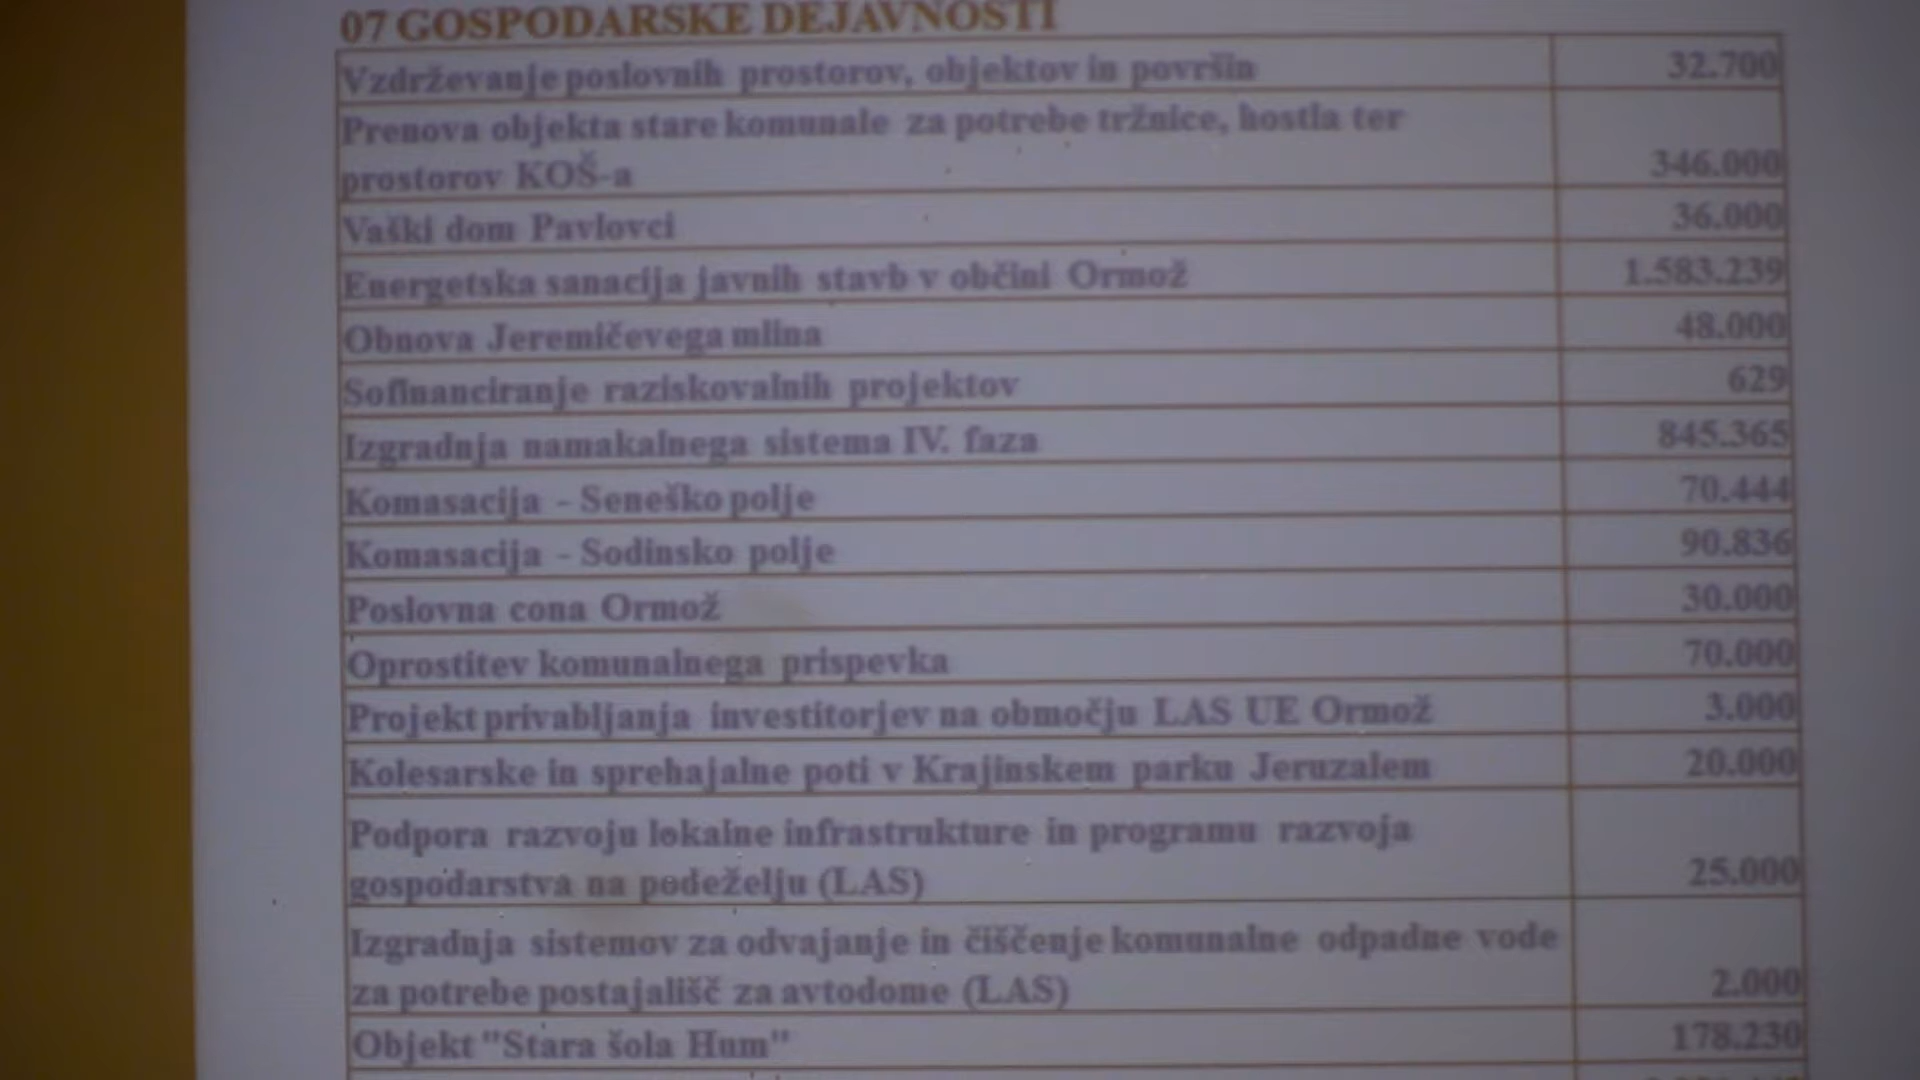 07 GOSPODARSKE DEJAVNOSTI
Vzdrževanje poslovnih prostorov, objektov in površin 32.700
Prenova objekta stare komunale za potrebe tržnice, hostla ter
prostorov KOŠ-a 346.000
Vaški dom Pavlovci 36.000
Energetska sanacija javnih stavb v občini Ormož 1.583.239
Obnova Jeremičevega mlina 48.000
Sofinanciranje raziskovalnih projektov 629
Izgradnja namakalnega sistema IV. faza 845.365
Komasacija - Seneško polje 70.444
Komasacija - Sodinsko polje 90.836
Poslovna cona Ormož 30.000
Oprostitev komunalnega prispevka 70.000
Projekt privabljanja investitorjev na območju LAS UE Ormož 3.000
Kolesarske in sprehajalne poti v Krajinskem parku Jeruzalem 20.000
Podpora razvoju lokalne infrastrukture in programu razvoja
gospodarstva na podeželju (LAS) 25.000
Izgradnja sistemov za odvajanje in čiščenje komunalne odpadne vode
za potrebe postajališč za avtodome (LAS) 2.000
Objekt "Stara šola Hum" 178.230